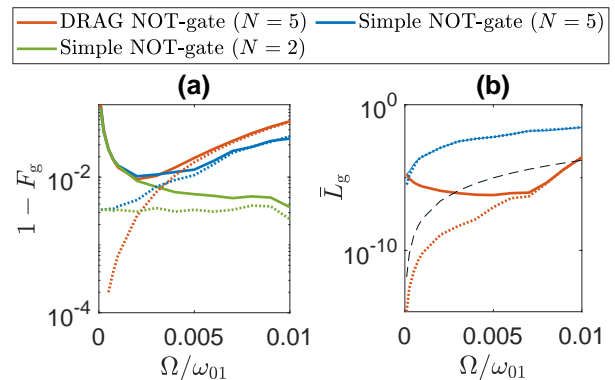 DRAG NOT-gate (N = 5) Simple NOT-gate (N = 5)
Simple NOT-gate (N = 2)
(a) (b)
1 − F_g
10^-2
10^-4
0 0.005 0.01
Ω/ω_01
L̄_g
10^0
10^-10
0 0.005 0.01
Ω/ω_01